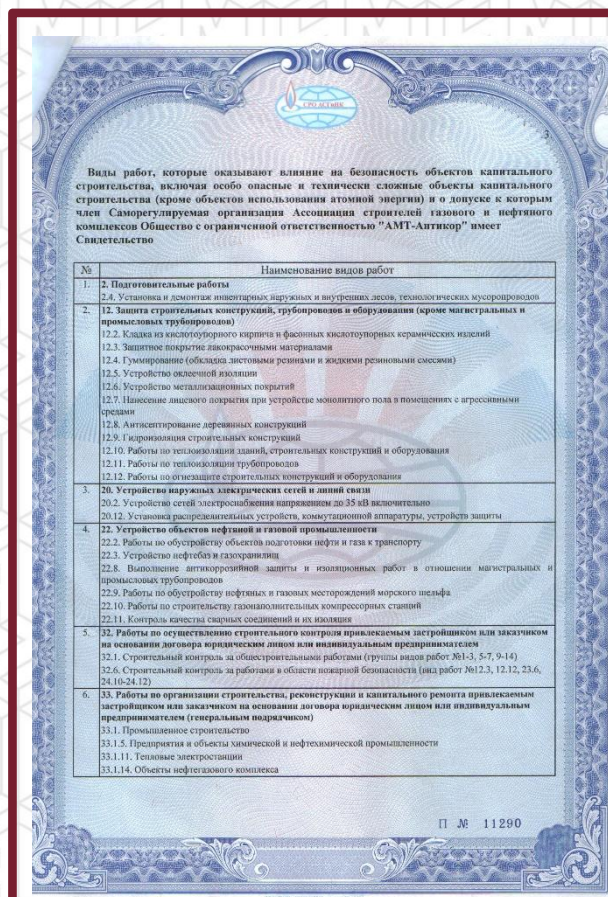 СРО АСГиНК
3
Виды работ, которые оказывают влияние на безопасность объектов капитального
строительства, включая особо опасные и технически сложные объекты капитального
строительства (кроме объектов использования атомной энергии) и о допуске к которым
член Саморегулируемая организация Ассоциация строителей газового и нефтяного
комплексов Общество с ограниченной ответственностью "АМТ-Антикор" имеет
Свидетельство
№ Наименование видов работ
1. 2. Подготовительные работы
2.4. Установка и демонтаж инвентарных наружных и внутренних лесов, технологических мусоропроводов
2. 12. Защита строительных конструкций, трубопроводов и оборудования (кроме магистральных и
промысловых трубопроводов)
12.2. Кладка из кислотоупорного кирпича и фасонных кислотоупорных керамических изделий
12.3. Защитное покрытие лакокрасочными материалами
12.4. Гуммирование (обкладка листовыми резинами и жидкими резиновыми смесями)
12.5. Устройство оклеечной изоляции
12.6. Устройство металлизационных покрытий
12.7. Нанесение лицевого покрытия при устройстве монолитного пола в помещениях с агрессивными
средами
12.8. Антисептирование деревянных конструкций
12.9. Гидроизоляция строительных конструкций
12.10. Работы по теплоизоляции зданий, строительных конструкций и оборудования
12.11. Работы по теплоизоляции трубопроводов
12.12. Работы по огнезащите строительных конструкций и оборудования
3. 20. Устройство наружных электрических сетей и линий связи
20.2. Устройство сетей электроснабжения напряжением до 35 кВ включительно
20.12. Установка распределительных устройств, коммутационной аппаратуры, устройств защиты
4. 22. Устройство объектов нефтяной и газовой промышленности
22.2. Работы по обустройству объектов подготовки нефти и газа к транспорту
22.3. Устройство нефтебаз и газохранилищ
22.8. Выполнение антикоррозийной защиты и изоляционных работ в отношении магистральных и
промысловых трубопроводов
22.9. Работы по обустройству нефтяных и газовых месторождений морского шельфа
22.10. Работы по строительству газонаполнительных компрессорных станций
22.11. Контроль качества сварных соединений и их изоляция
5. 32. Работы по осуществлению строительного контроля привлекаемым застройщиком или заказчиком
на основании договора юридическим лицом или индивидуальным предпринимателем
32.1. Строительный контроль за общестроительными работами (группы видов работ №1-3, 5-7, 9-14)
32.6. Строительный контроль за работами в области пожарной безопасности (вид работ №12.3, 12.12, 23.6,
24.10-24.12)
6. 33. Работы по организации строительства, реконструкции и капитального ремонта привлекаемым
застройщиком или заказчиком на основании договора юридическим лицом или индивидуальным
предпринимателем (генеральным подрядчиком)
33.1. Промышленное строительство
33.1.5. Предприятия и объекты химической и нефтехимической промышленности
33.1.11. Тепловые электростанции
33.1.14. Объекты нефтегазового комплекса
П № 11290